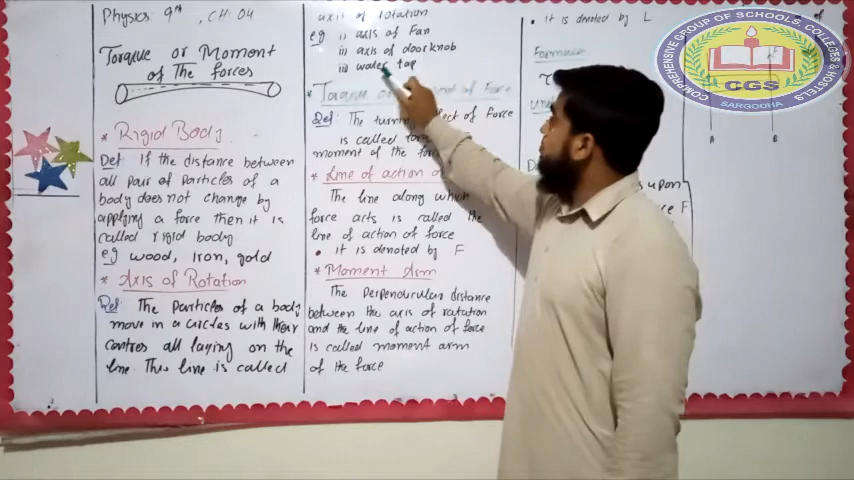 Physics 9th , CH: 04
Torque or Moment
of The forces
* Rigid Body
Def: If the distance between
all pair of particles of a
body does not change by
applying a force then it is
called rigid body
eg wood, Iron, gold
* Axis of Rotation
Def: The particles of a body
move in a circles with their
centres all laying on the
line. This line is called
axis of rotation
eg i) axis of Fan
ii) axis of doorknob
iii) water tap
* Torque or of Force
Def: The turning effect of force
is called
moment of the
* Line of action
The line along which
force acts is called the
line of action of force
• it is denoted by F
* Moment Arm
The perpendicular distance
between the axis of rotation
and the line of action of force
is called moment arm
of the force
• it is denoted by L
Formula
τ
upon
F
of
A B
COMPREHENSIVE GROUP OF SCHOOLS, COLLEGES & HOSTELS
CGS
SARGODHA